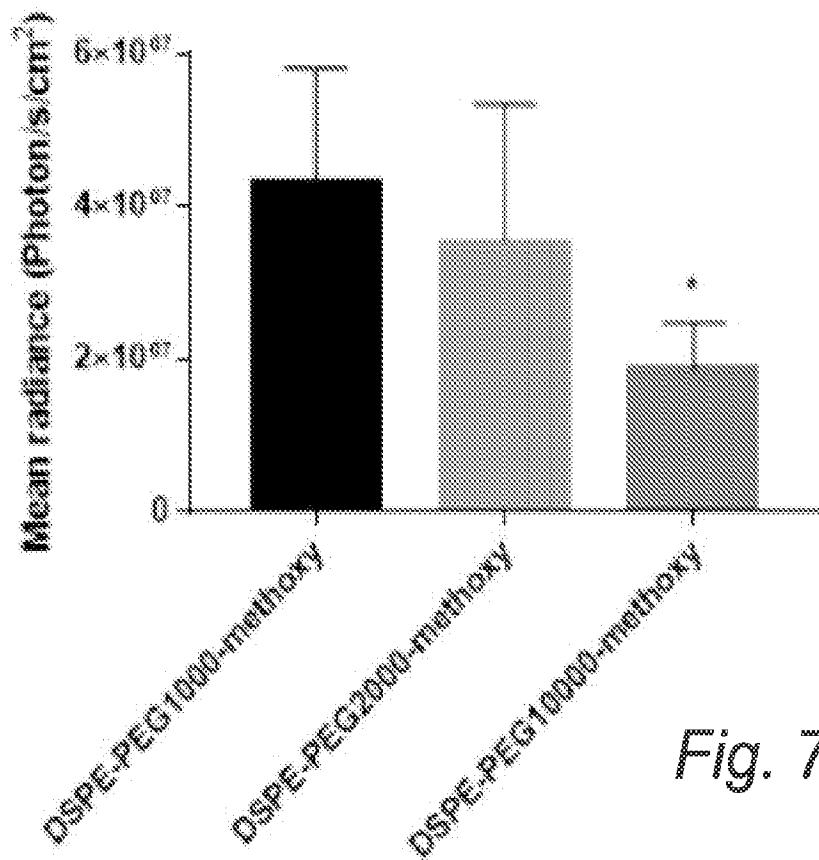 Mean radiance (Photon/s/cm²)
6×10⁰⁷
4×10⁰⁷
2×10⁰⁷
0
*
DSPE-PEG1000-methoxy
DSPE-PEG2000-methoxy
DSPE-PEG10000-methoxy
Fig. 7